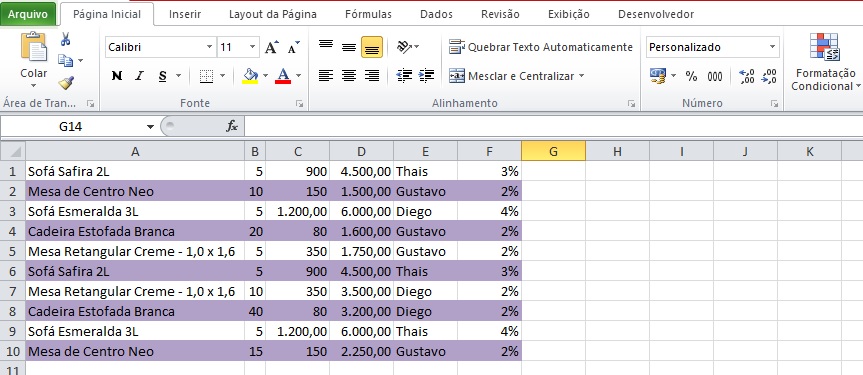 Arquivo Página Inicial Inserir Layout da Página Fórmulas Dados Revisão Exibição Desenvolvedor
Colar Calibri 11 A A Quebrar Texto Automaticamente Personalizado
N I S A Mesclar e Centralizar % 000 ,00 ,0 Formatação Condicional
Área de Tran... Fonte Alinhamento Número
G14 fx
A B C D E F G H I J K
1 Sofá Safira 2L 5 900 4.500,00 Thais 3%
2 Mesa de Centro Neo 10 150 1.500,00 Gustavo 2%
3 Sofá Esmeralda 3L 5 1.200,00 6.000,00 Diego 4%
4 Cadeira Estofada Branca 20 80 1.600,00 Gustavo 2%
5 Mesa Retangular Creme - 1,0 x 1,6 5 350 1.750,00 Gustavo 2%
6 Sofá Safira 2L 5 900 4.500,00 Thais 3%
7 Mesa Retangular Creme - 1,0 x 1,6 10 350 3.500,00 Diego 2%
8 Cadeira Estofada Branca 40 80 3.200,00 Diego 2%
9 Sofá Esmeralda 3L 5 1.200,00 6.000,00 Thais 4%
10 Mesa de Centro Neo 15 150 2.250,00 Gustavo 2%
11